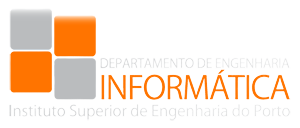 DEPARTAMENTO DE ENGENHARIA
INFORMÁTICA
Instituto Superior de Engenharia do Porto